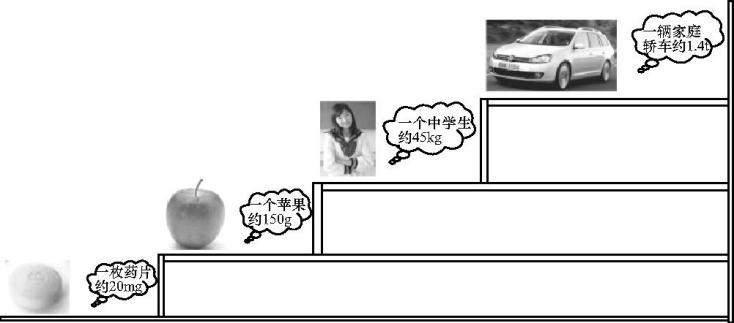 一辆家庭
轿车约1.4t
一个中学生
约45kg
一个苹果
约150g
一枚药片
约20mg